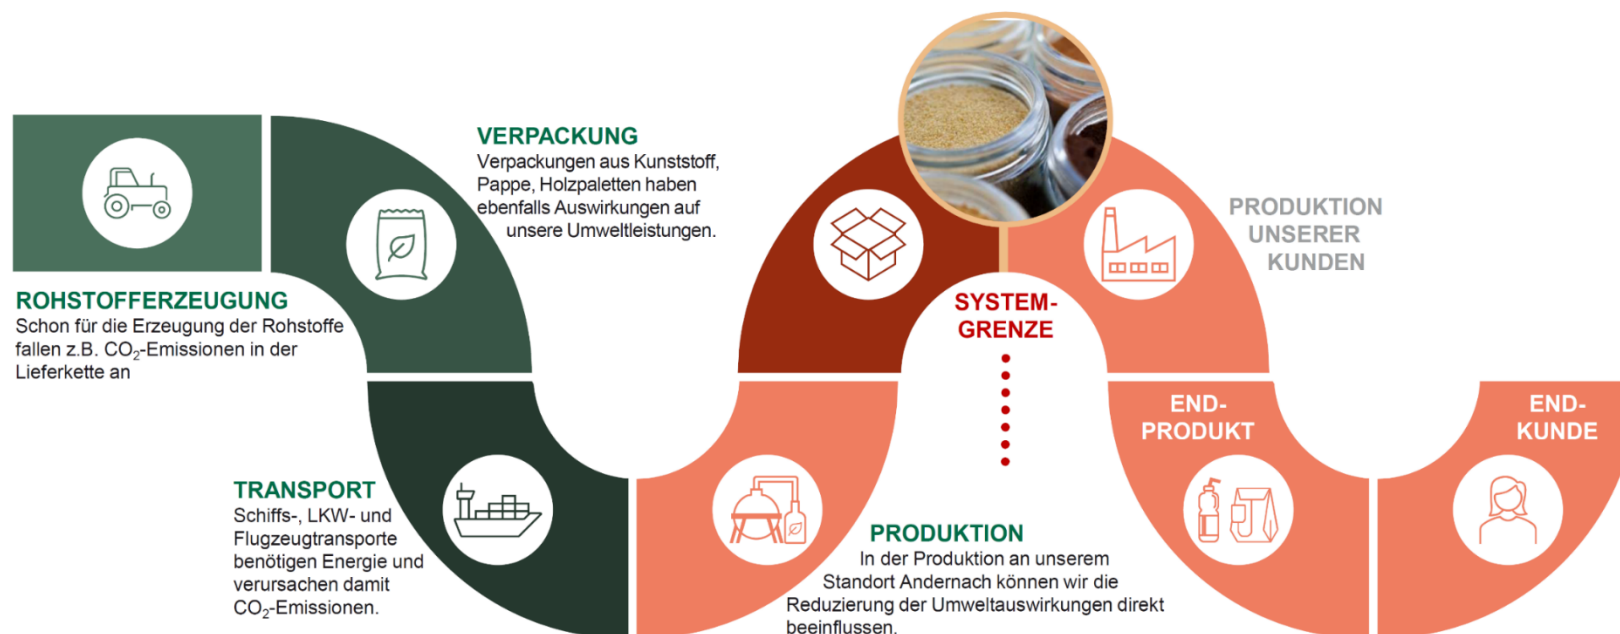 ROHSTOFFERZEUGUNG
Schon für die Erzeugung der Rohstoffe
fallen z.B. CO₂-Emissionen in der
Lieferkette an
VERPACKUNG
Verpackungen aus Kunststoff,
Pappe, Holzpaletten haben
ebenfalls Auswirkungen auf
unsere Umweltleistungen.
TRANSPORT
Schiffs-, LKW- und
Flugzeugtransporte
benötigen Energie und
verursachen damit
CO₂-Emissionen.
PRODUKTION
In der Produktion an unserem
Standort Andernach können wir die
Reduzierung der Umweltauswirkungen direkt
beeinflussen.
SYSTEM-
GRENZE
PRODUKTION
UNSERER
KUNDEN
END-
PRODUKT
END-
KUNDE